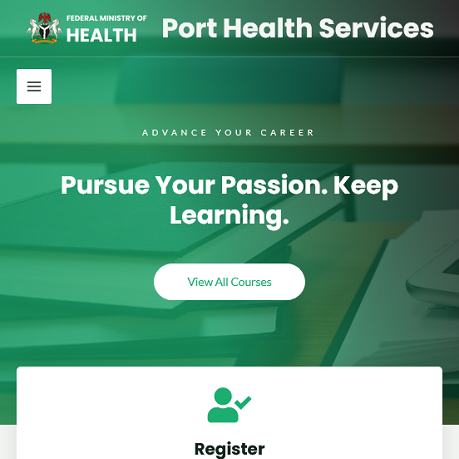 FEDERAL MINISTRY OF
HEALTH
Port Health Services
ADVANCE YOUR CAREER
Pursue Your Passion. Keep
Learning.
View All Courses
Register